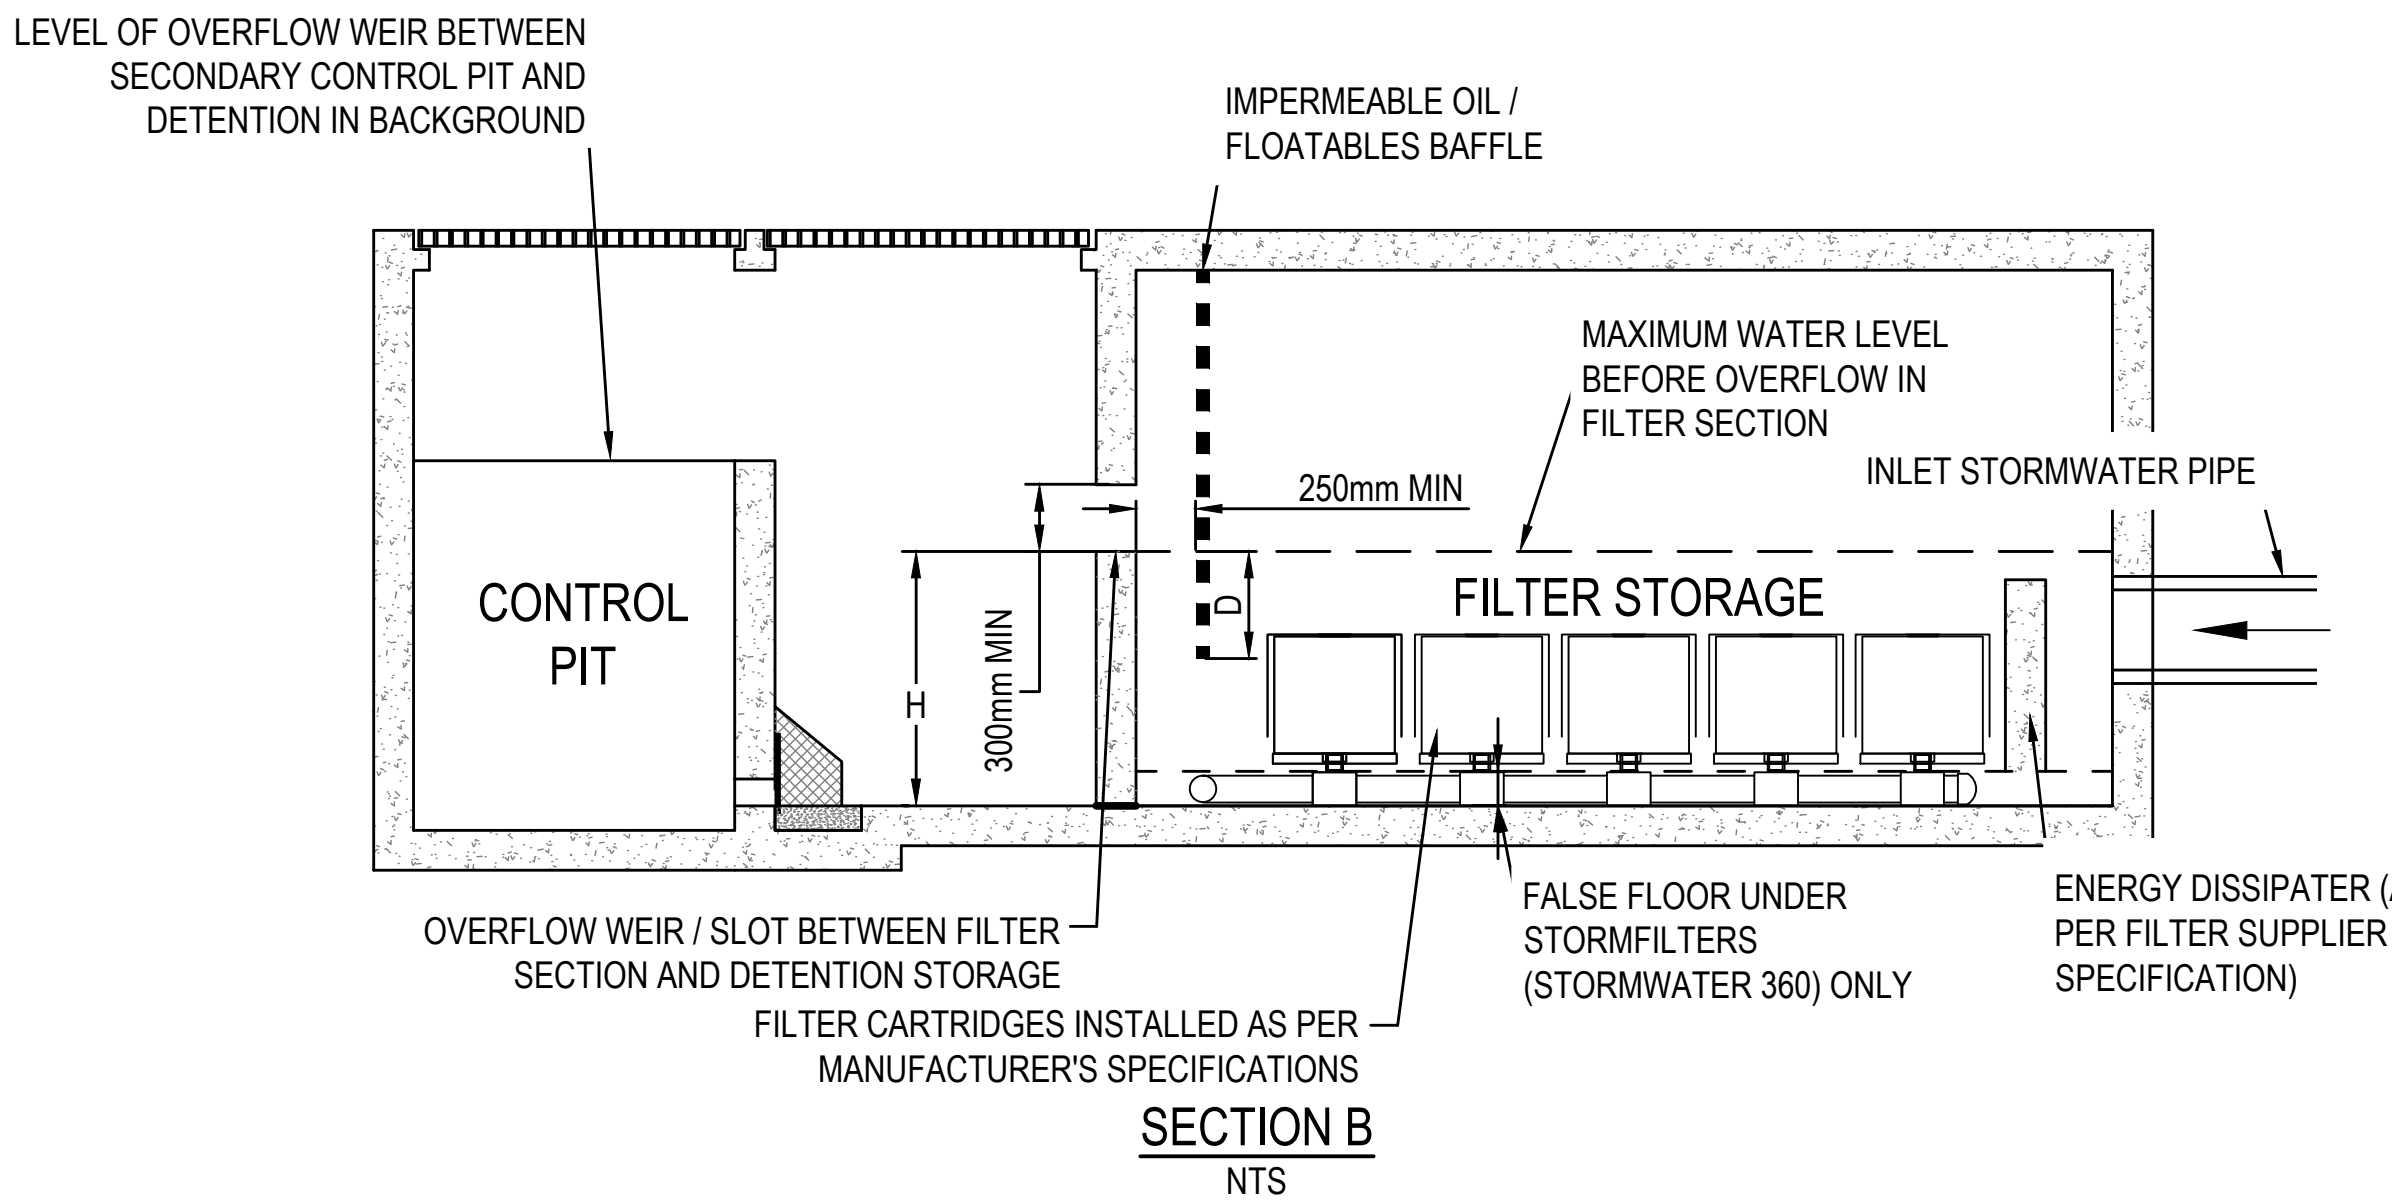 LEVEL OF OVERFLOW WEIR BETWEEN
SECONDARY CONTROL PIT AND
DETENTION IN BACKGROUND
IMPERMEABLE OIL /
FLOATABLES BAFFLE
MAXIMUM WATER LEVEL
BEFORE OVERFLOW IN
FILTER SECTION
INLET STORMWATER PIPE
250mm MIN
CONTROL
PIT
H
300mm MIN
D
FILTER STORAGE
OVERFLOW WEIR / SLOT BETWEEN FILTER
SECTION AND DETENTION STORAGE
FILTER CARTRIDGES INSTALLED AS PER
MANUFACTURER'S SPECIFICATIONS
FALSE FLOOR UNDER
STORMFILTERS
(STORMWATER 360) ONLY
ENERGY DISSIPATER (
PER FILTER SUPPLIER
SPECIFICATION)
SECTION B
NTS